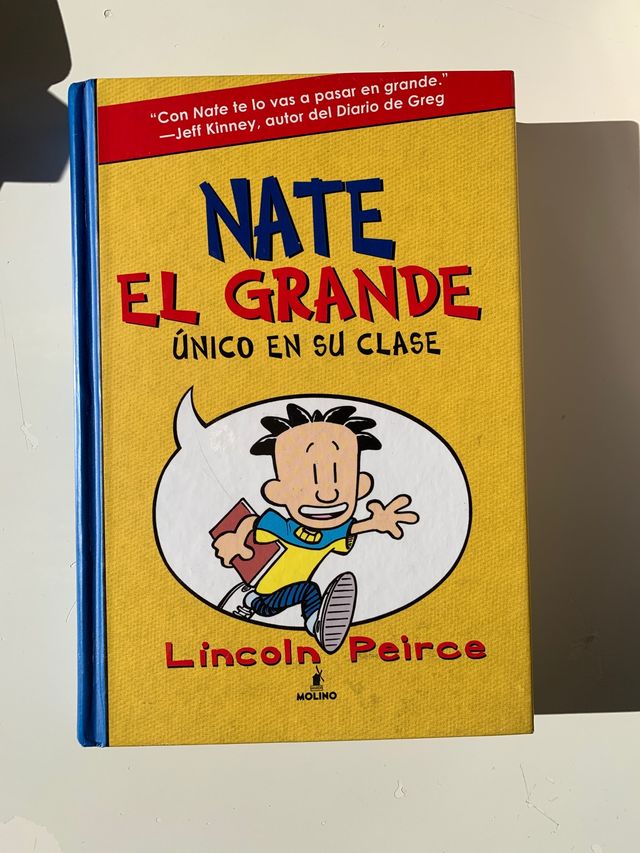 “Con Nate te lo vas a pasar en grande.”
—Jeff Kinney, autor del Diario de Greg
NATE
EL GRANDE
ÚNICO EN SU CLASE
Lincoln Peirce
MOLINO